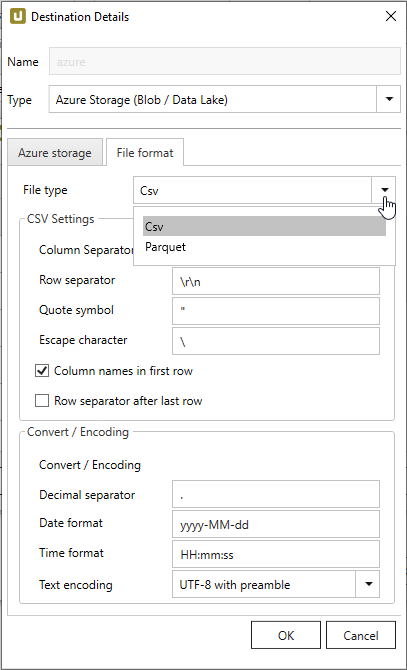 Destination Details
Name azure
Type Azure Storage (Blob / Data Lake)
Azure storage File format
File type Csv
Csv
Parquet
CSV Settings
Column Separator
Row separator \r\n
Quote symbol "
Escape character \
Column names in first row
Row separator after last row
Convert / Encoding
Convert / Encoding
Decimal separator .
Date format yyyy-MM-dd
Time format HH:mm:ss
Text encoding UTF-8 with preamble
OK Cancel